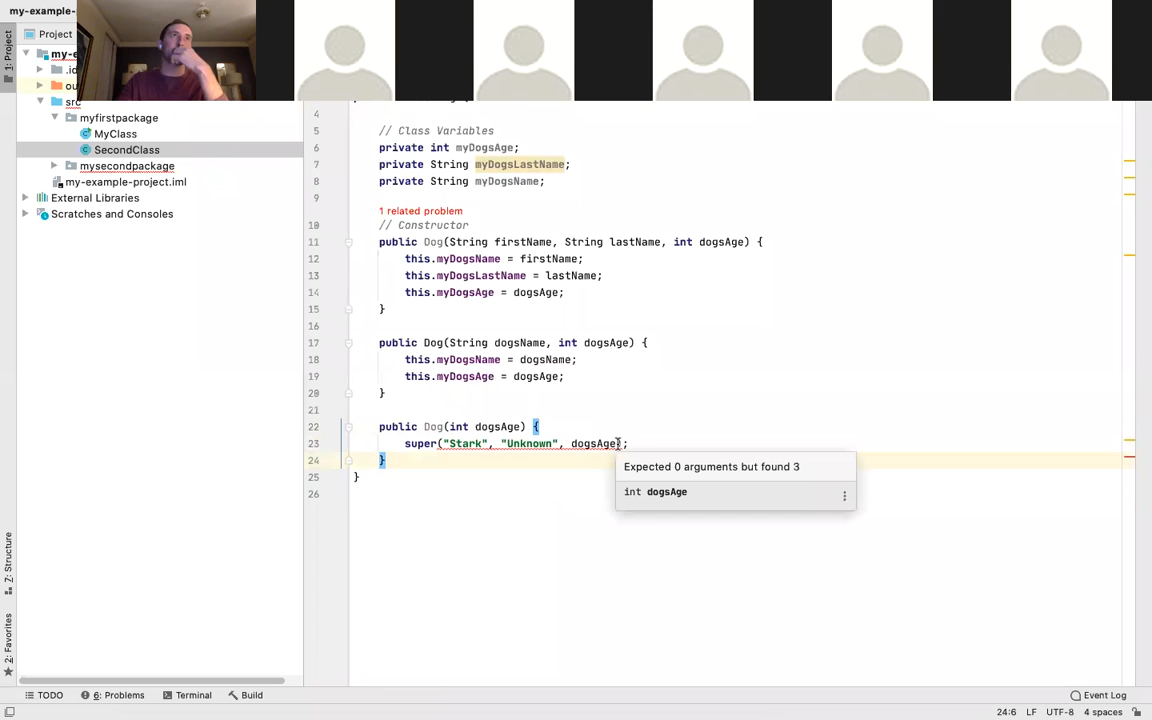 my-example-
Project
1: Project
my-e
.id
ou
src
myfirstpackage
MyClass
SecondClass
mysecondpackage
my-example-project.iml
External Libraries
Scratches and Consoles
4
5 // Class Variables
6 private int myDogsAge;
7 private String myDogsLastName;
8 private String myDogsName;
9
1 related problem
10 // Constructor
11 public Dog(String firstName, String lastName, int dogsAge) {
12 this.myDogsName = firstName;
13 this.myDogsLastName = lastName;
14 this.myDogsAge = dogsAge;
15 }
16
17 public Dog(String dogsName, int dogsAge) {
18 this.myDogsName = dogsName;
19 this.myDogsAge = dogsAge;
20 }
21
22 public Dog(int dogsAge) {
23 super("Stark", "Unknown", dogsAge);
24 }
25 }
26
Expected 0 arguments but found 3
int dogsAge
7: Structure
2: Favorites
TODO 6: Problems Terminal Build Event Log
24:6 LF UTF-8 4 spaces